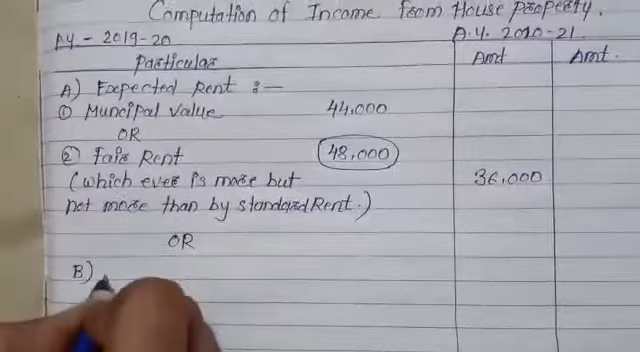 Computation of Income from House Property.
P.Y. - 2019-20 A.Y. 2020-21.
Particular Amt Amt.
A) Expected Rent :-
① Muncipal Value 44,000
OR
② Fair Rent 48,000
(which ever is more but 36,000
not more than by standard Rent.)
OR
B)